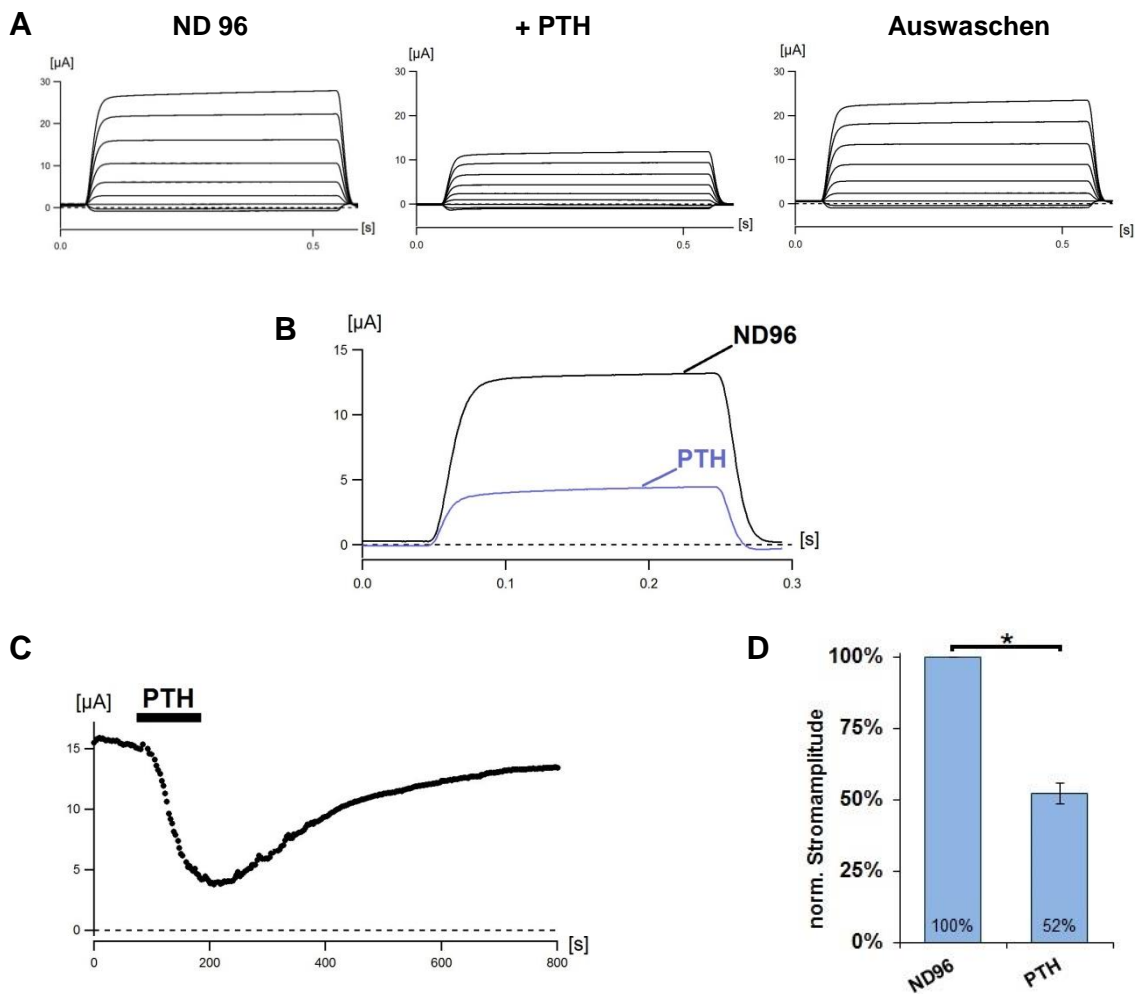 A
ND 96
+ PTH
Auswaschen
[µA]
30
20
10
0
0.0
0.5
[s]
[µA]
30
20
10
0
0.0
0.5
[s]
[µA]
30
20
10
0
0.0
0.5
[s]
B
[µA]
15
10
5
0
ND96
PTH
[s]
0.0
0.1
0.2
0.3
C
[µA]
PTH
15
10
5
0
[s]
0
200
400
600
800
D
norm. Stromamplitude
100%
75%
50%
25%
0%
*
100%
52%
ND96
PTH